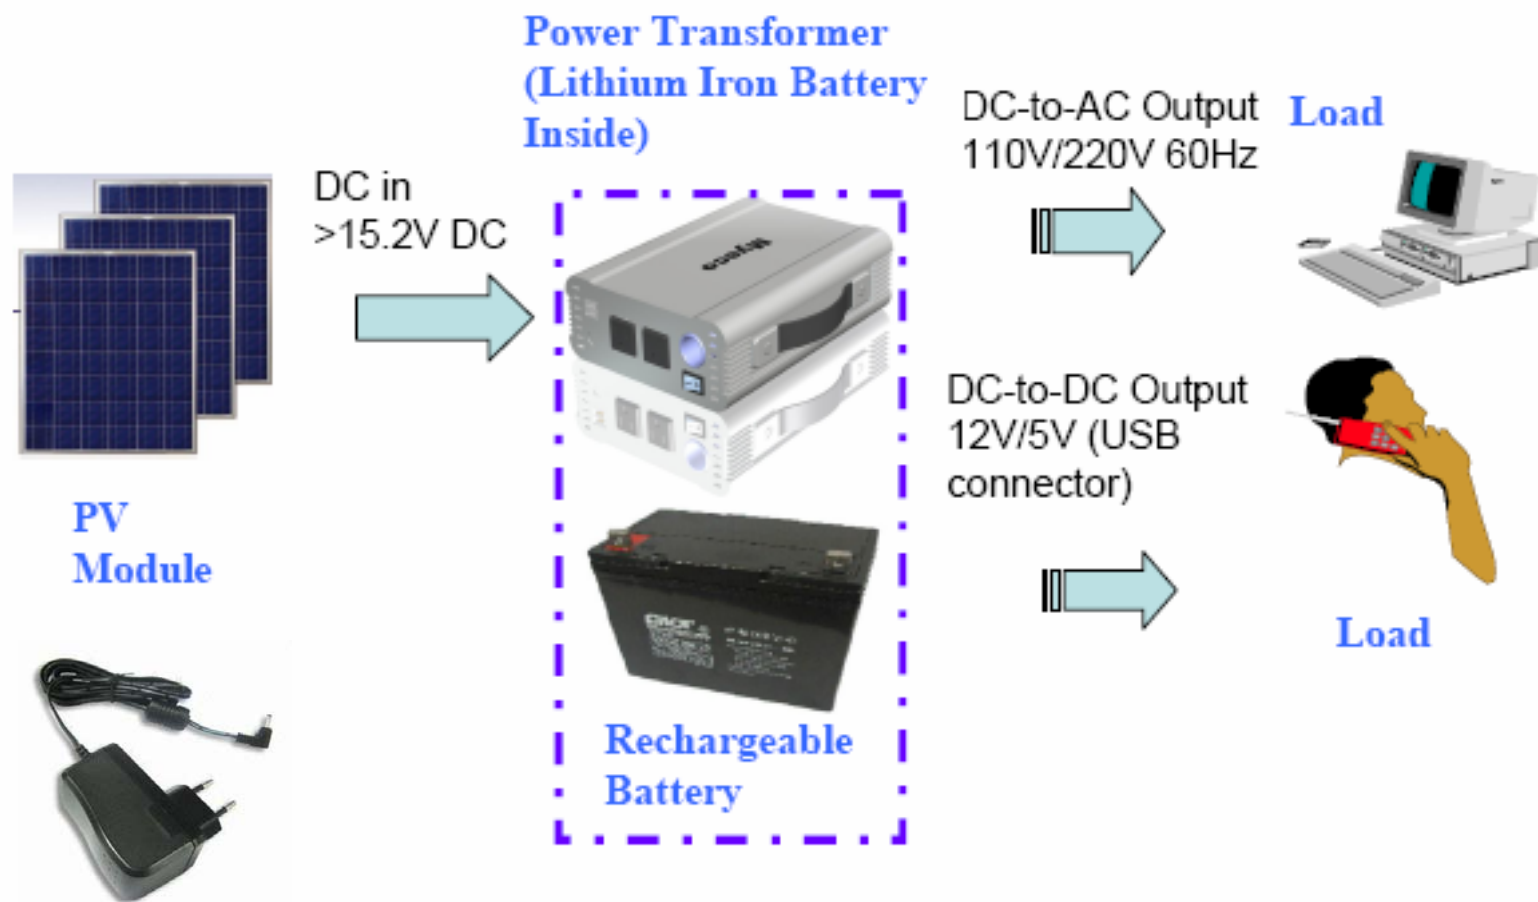 Power Transformer
(Lithium Iron Battery
Inside)
DC in
>15.2V DC
DC-to-AC Output
110V/220V 60Hz
Load
DC-to-DC Output
12V/5V (USB
connector)
Load
PV
Module
Rechargeable
Battery